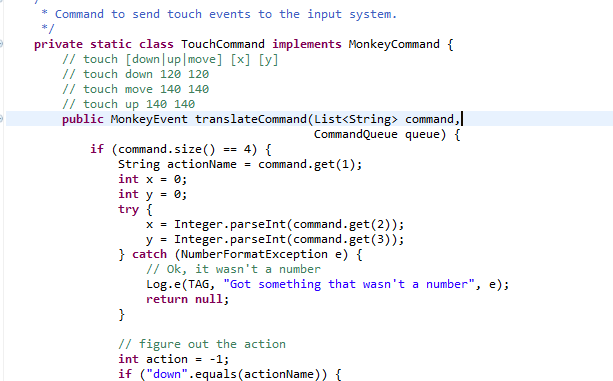 * Command to send touch events to the input system.
*/
private static class TouchCommand implements MonkeyCommand {
// touch [down|up|move] [x] [y]
// touch down 120 120
// touch move 140 140
// touch up 140 140
public MonkeyEvent translateCommand(List<String> command,
CommandQueue queue) {
if (command.size() == 4) {
String actionName = command.get(1);
int x = 0;
int y = 0;
try {
x = Integer.parseInt(command.get(2));
y = Integer.parseInt(command.get(3));
} catch (NumberFormatException e) {
// Ok, it wasn't a number
Log.e(TAG, "Got something that wasn't a number", e);
return null;
}
// figure out the action
int action = -1;
if ("down".equals(actionName)) {